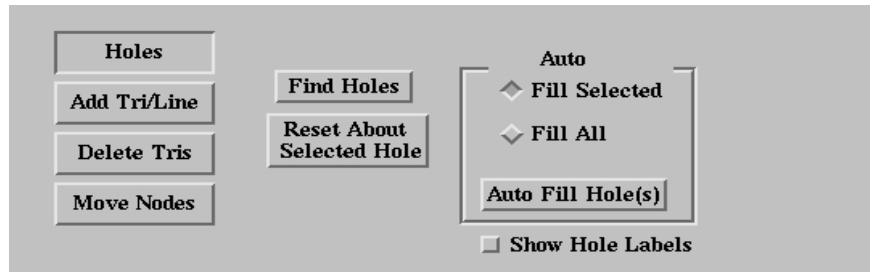 Holes
Add Tri/Line
Delete Tris
Move Nodes
Find Holes
Reset About
Selected Hole
Auto
Fill Selected
Fill All
Auto Fill Hole(s)
Show Hole Labels